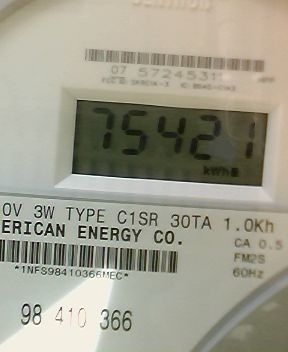 07 57245311
75421
kWh
0V 3W TYPE C1SR 30TA 1.0Kh
ERICAN ENERGY CO.
CA 0.5
FM2S
60Hz
*1NFS98410366MEC*
98 410 366